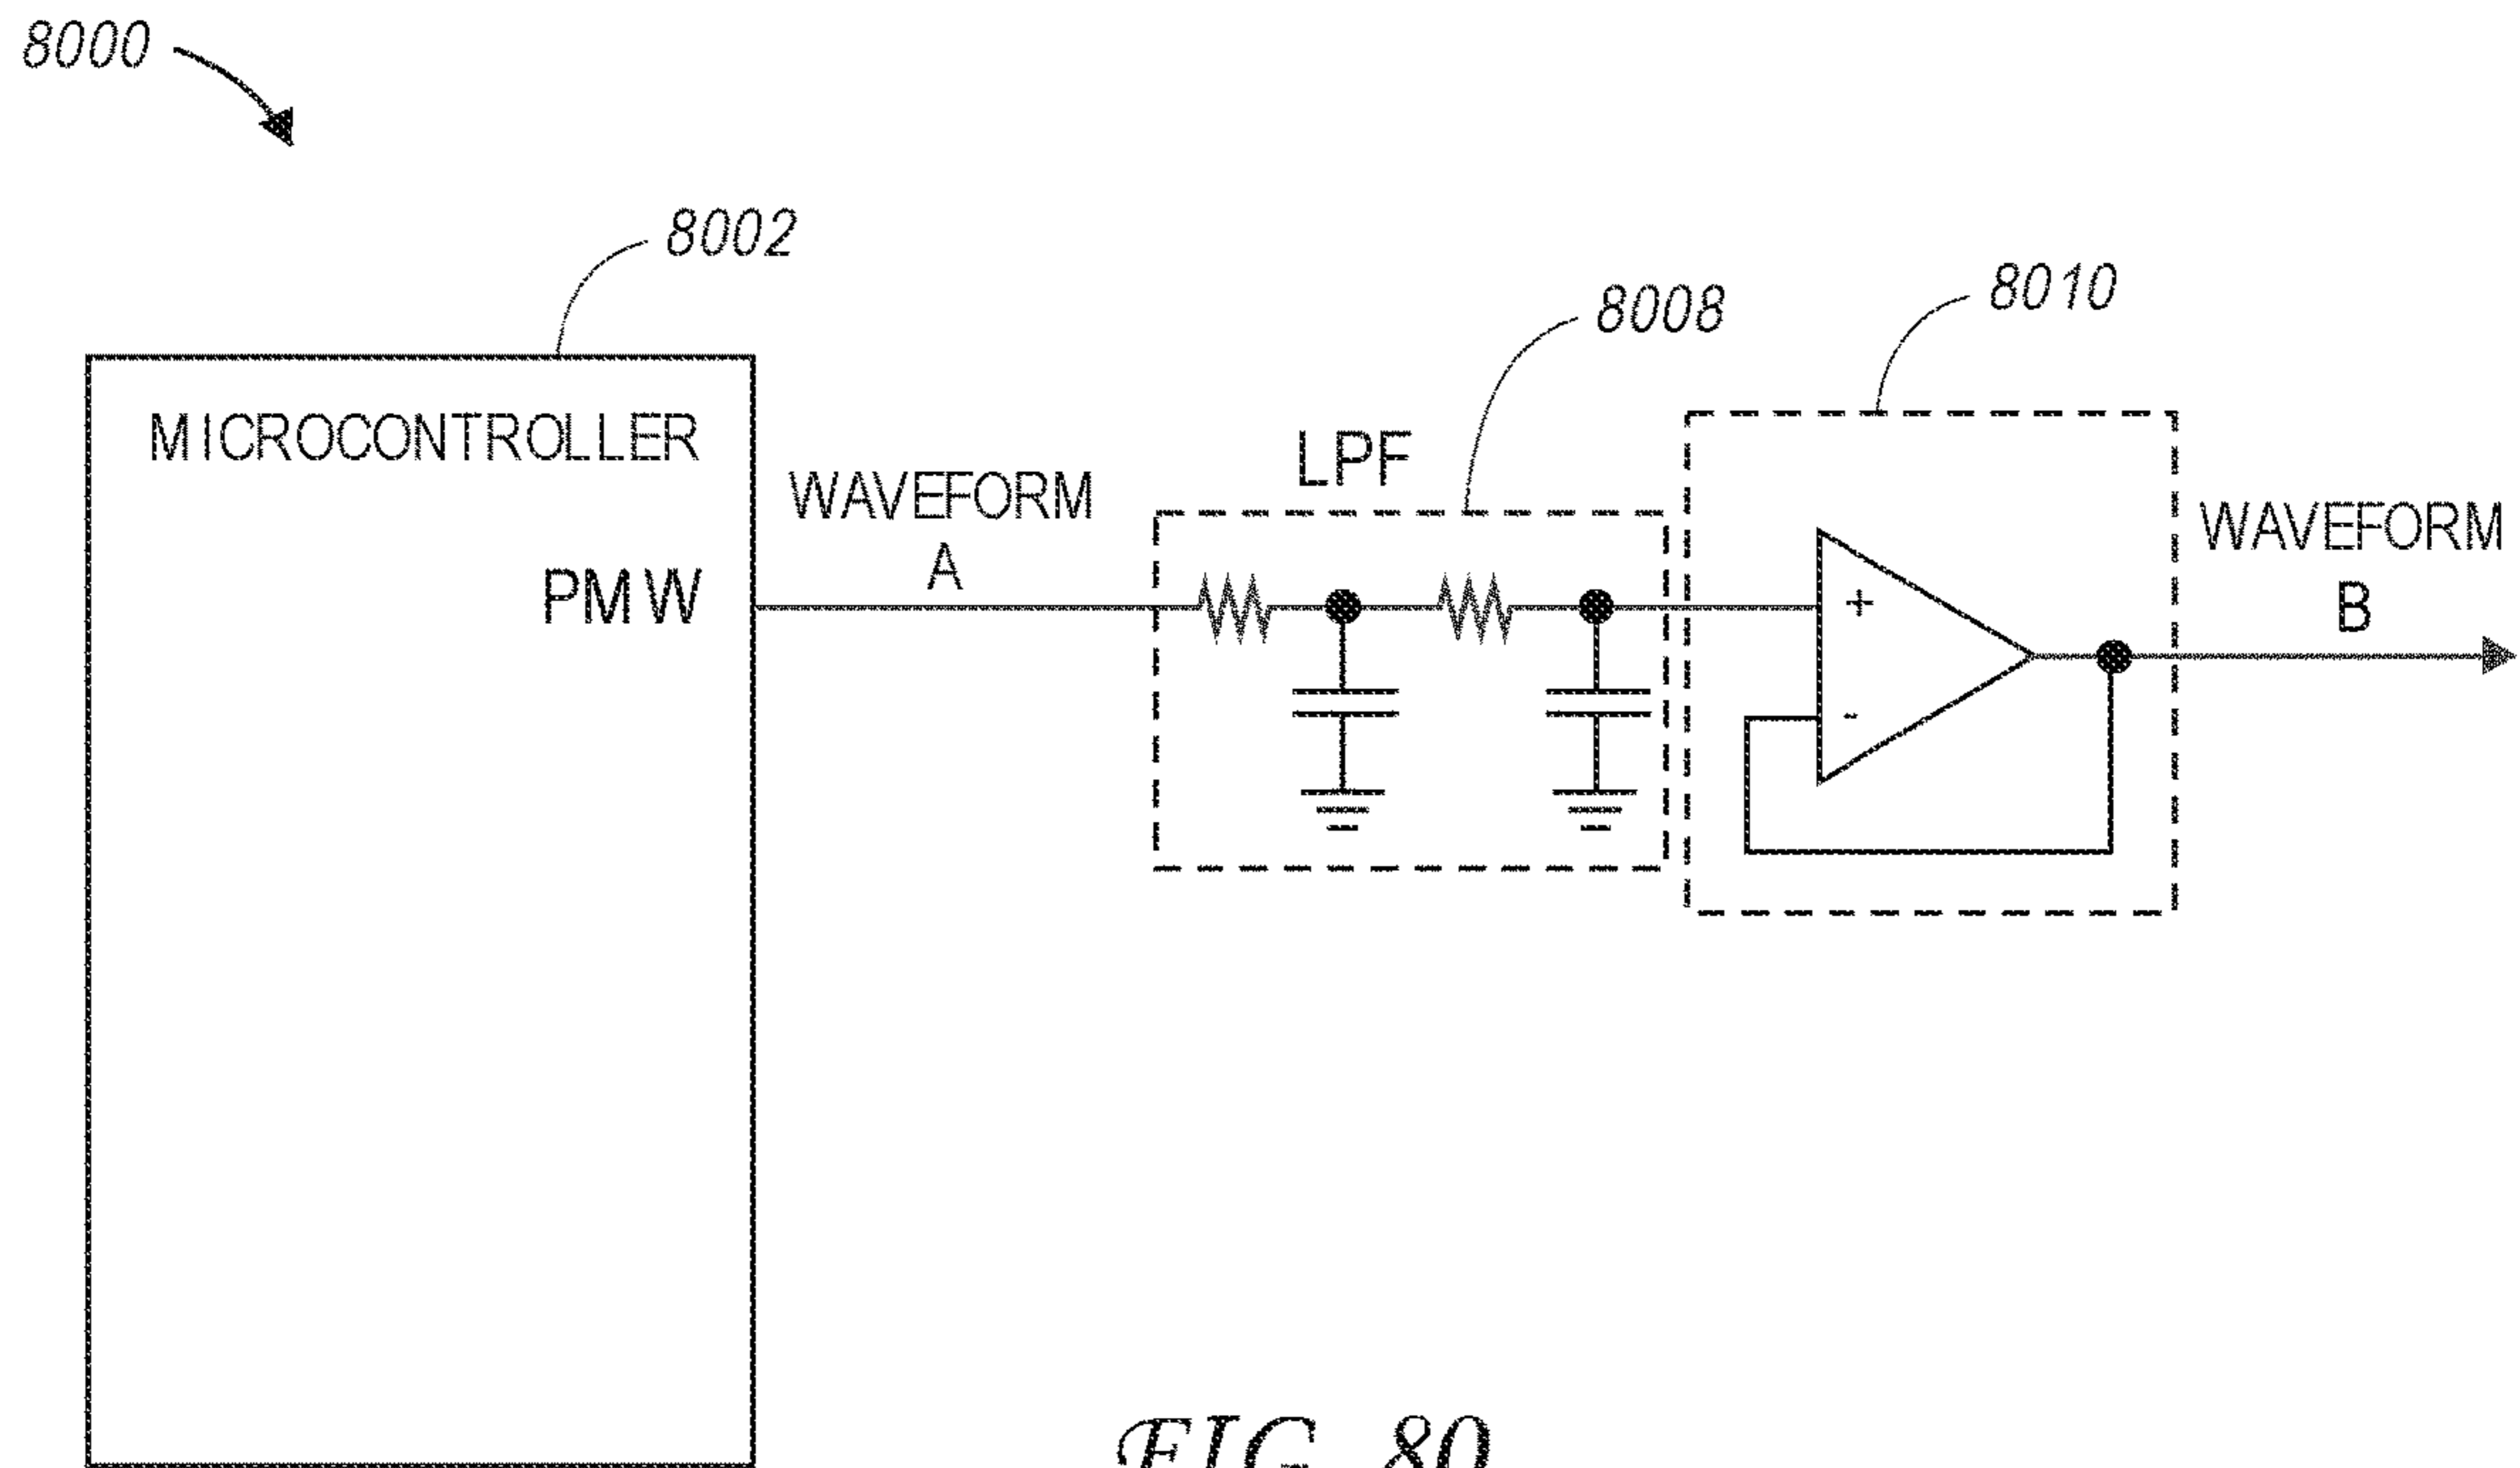 8000
8002
8008
8010
MICROCONTROLLER
PMW
WAVEFORM
A
LPF
+
-
WAVEFORM
B
FIG. 80